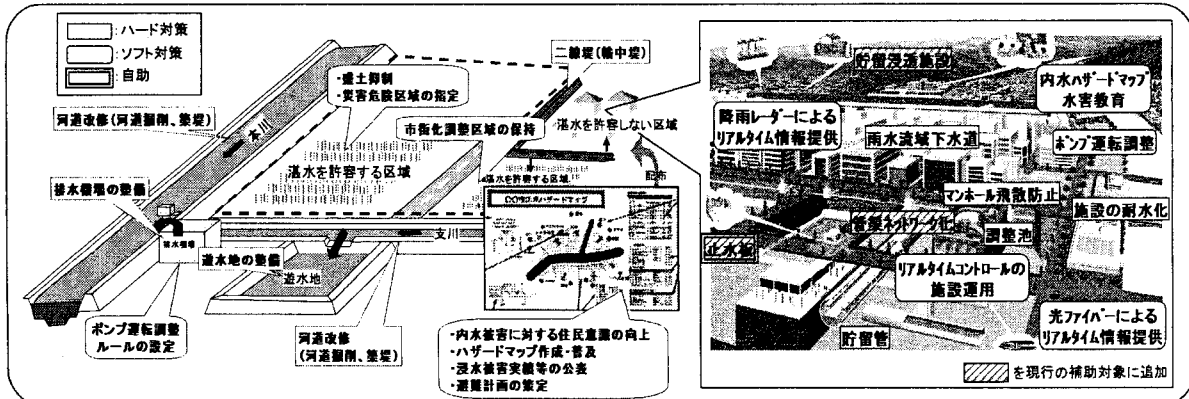 ハード対策
ソフト対策
自助
河道改修(河道掘削、築堤)
本川
排水機場の整備
排水機場
・盛土抑制
・災害危険区域の指定
二線堤(輪中堤)
市街化調整区域の保持
湛水を許容しない区域
湛水を許容する区域
湛水を許容する区域
配布
支川
遊水地の整備
遊水地
ポンプ運転調整
ルールの設定
河道改修
(河道掘削、築堤)
・内水被害に対する住民意識の向上
・ハザードマップ作成・普及
・浸水被害実績等の公表
・避難計画の策定
貯留浸透施設
内水ハザードマップ
水害教育
降雨レーダーによる
リアルタイム情報提供
雨水流域下水道
ポンプ運転調整
マンホール飛散防止
施設の耐水化
管渠ネットワーク化
調整池
止水板
リアルタイムコントロールの
施設運用
光ファイバーによる
リアルタイム情報提供
貯留管
を現行の補助対象に追加